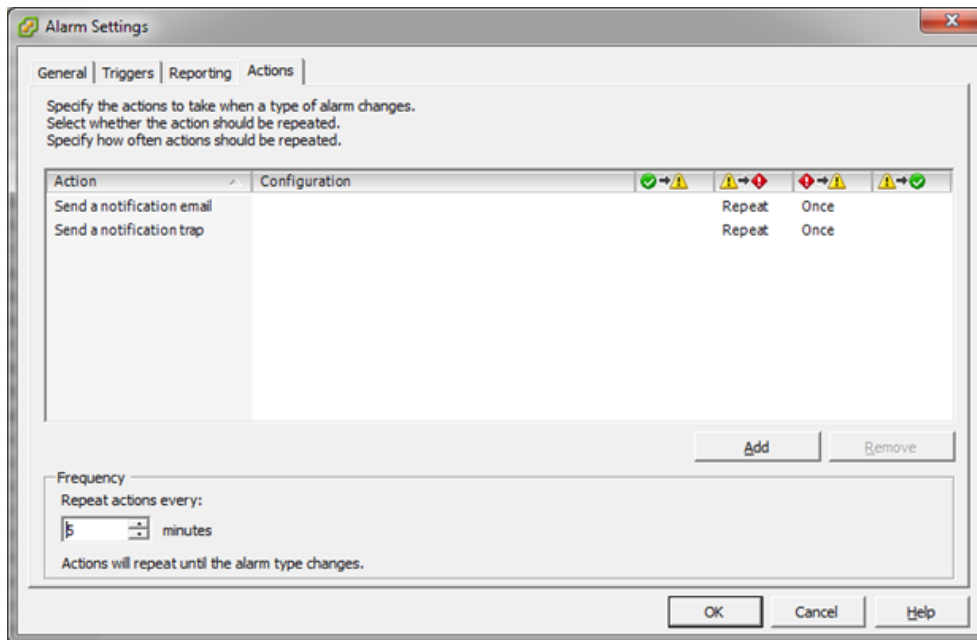 Alarm Settings
General Triggers Reporting Actions
Specify the actions to take when a type of alarm changes.
Select whether the action should be repeated.
Specify how often actions should be repeated.
Action Configuration
Send a notification email Repeat Once
Send a notification trap Repeat Once
Add Remove
Frequency
Repeat actions every:
5 minutes
Actions will repeat until the alarm type changes.
OK Cancel Help